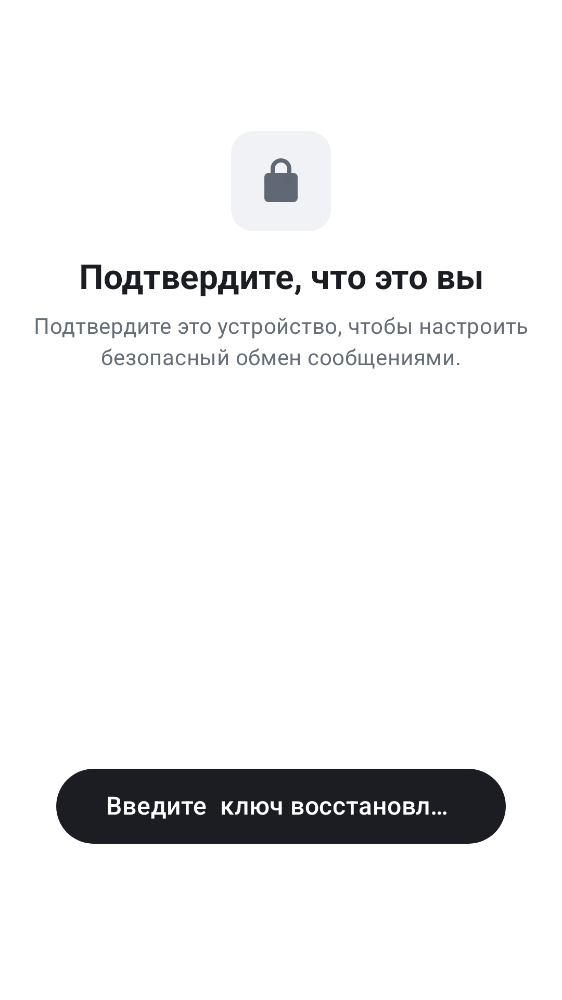 Подтвердите, что это вы
Подтвердите это устройство, чтобы настроить
безопасный обмен сообщениями.
Введите  ключ восстановл…